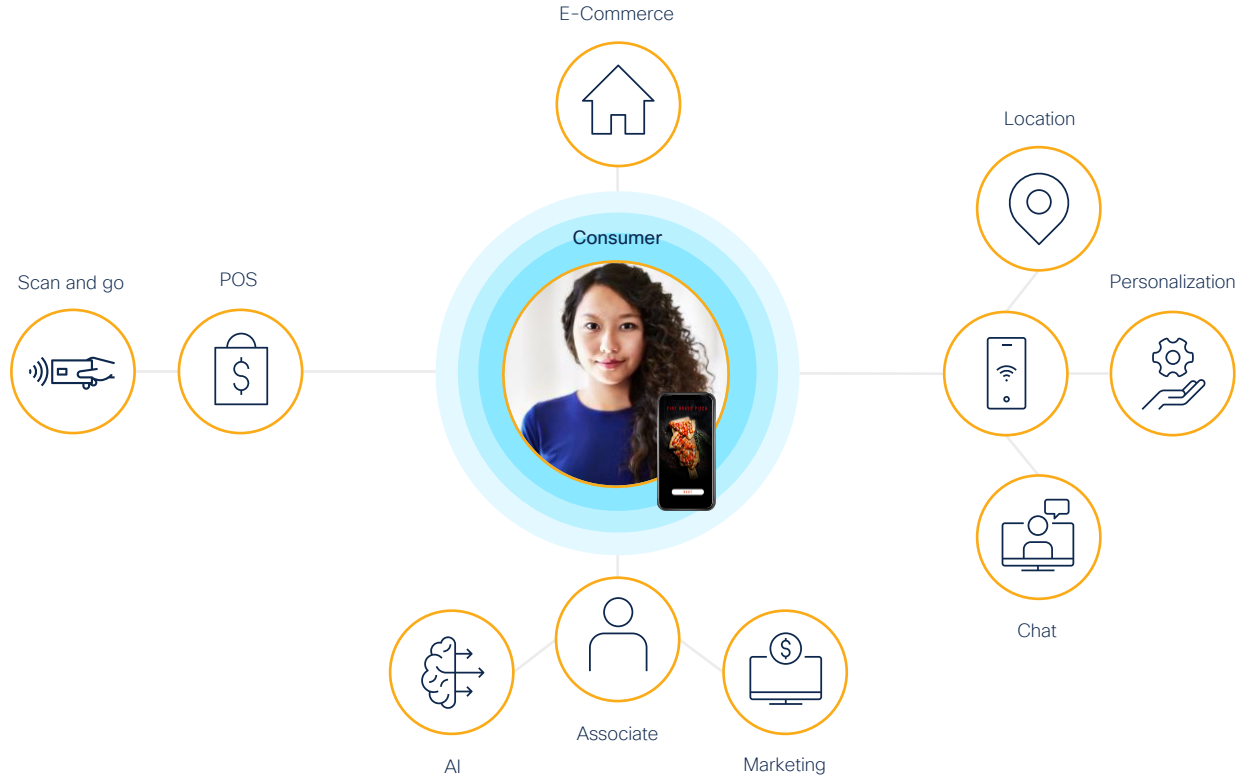 E-Commerce
Location
Consumer
Scan and go
POS
Personalization
$
Chat
$
Associate
AI
Marketing